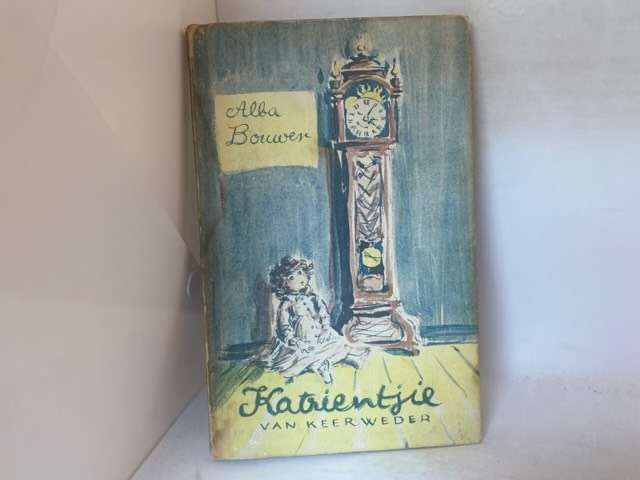 Alba
Bouwer
Katrientjie
VAN KEERWEDER